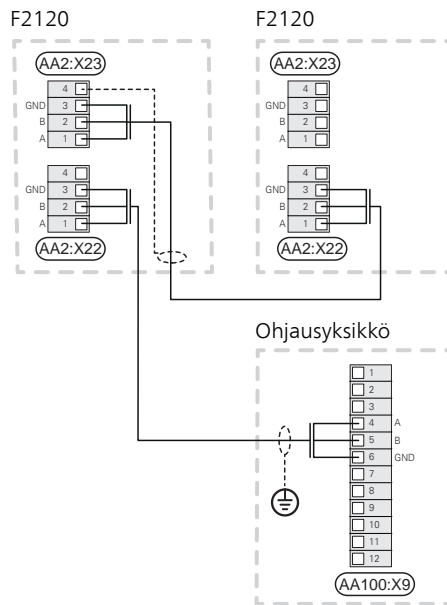 F2120
AA2:X23
4
GND 3
B 2
A 1
4
GND 3
B 2
A 1
AA2:X22
F2120
AA2:X23
4
GND 3
B 2
A 1
4
GND 3
B 2
A 1
AA2:X22
Ohjausyksikkö
1
2
3
4 A
5 B
6 GND
7
8
9
10
11
12
AA100:X9